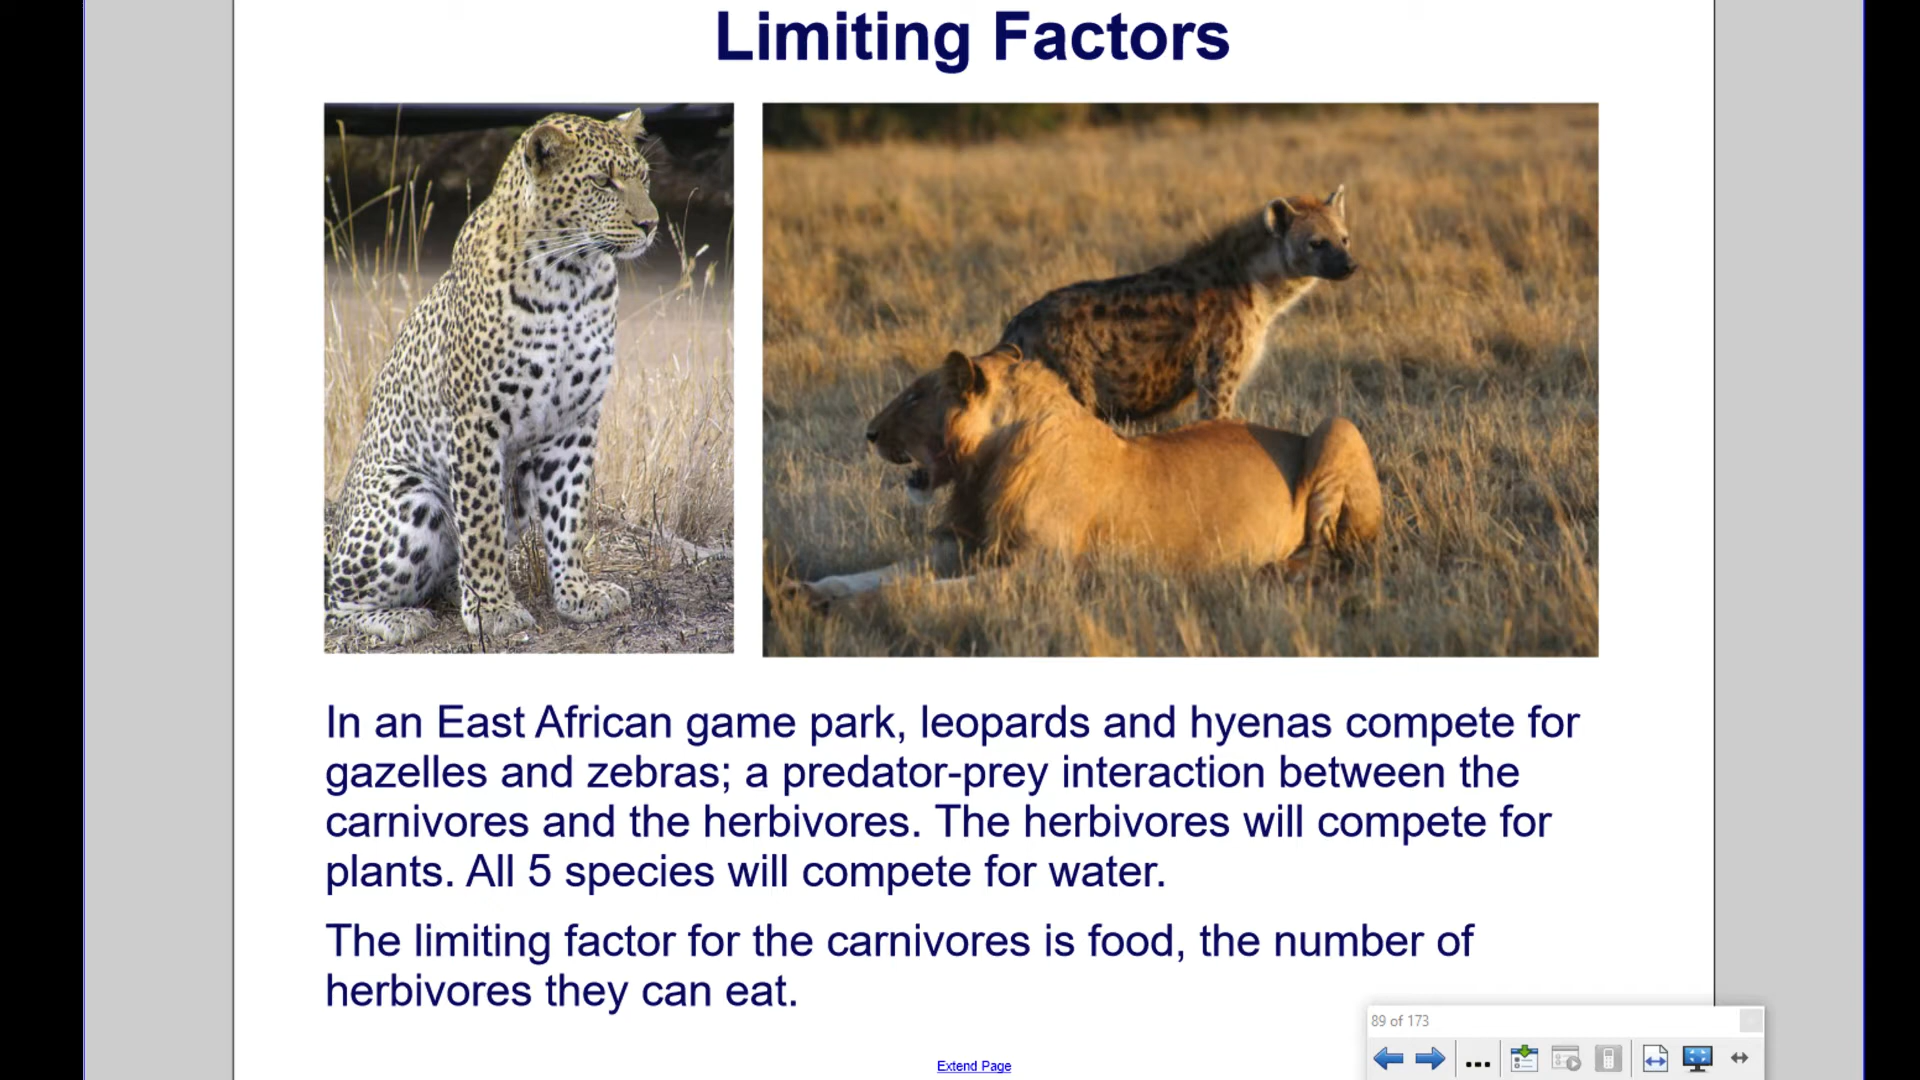 Limiting Factors
In an East African game park, leopards and hyenas compete for
gazelles and zebras; a predator-prey interaction between the
carnivores and the herbivores. The herbivores will compete for
plants. All 5 species will compete for water.
The limiting factor for the carnivores is food, the number of
herbivores they can eat.
89 of 173
Extend Page